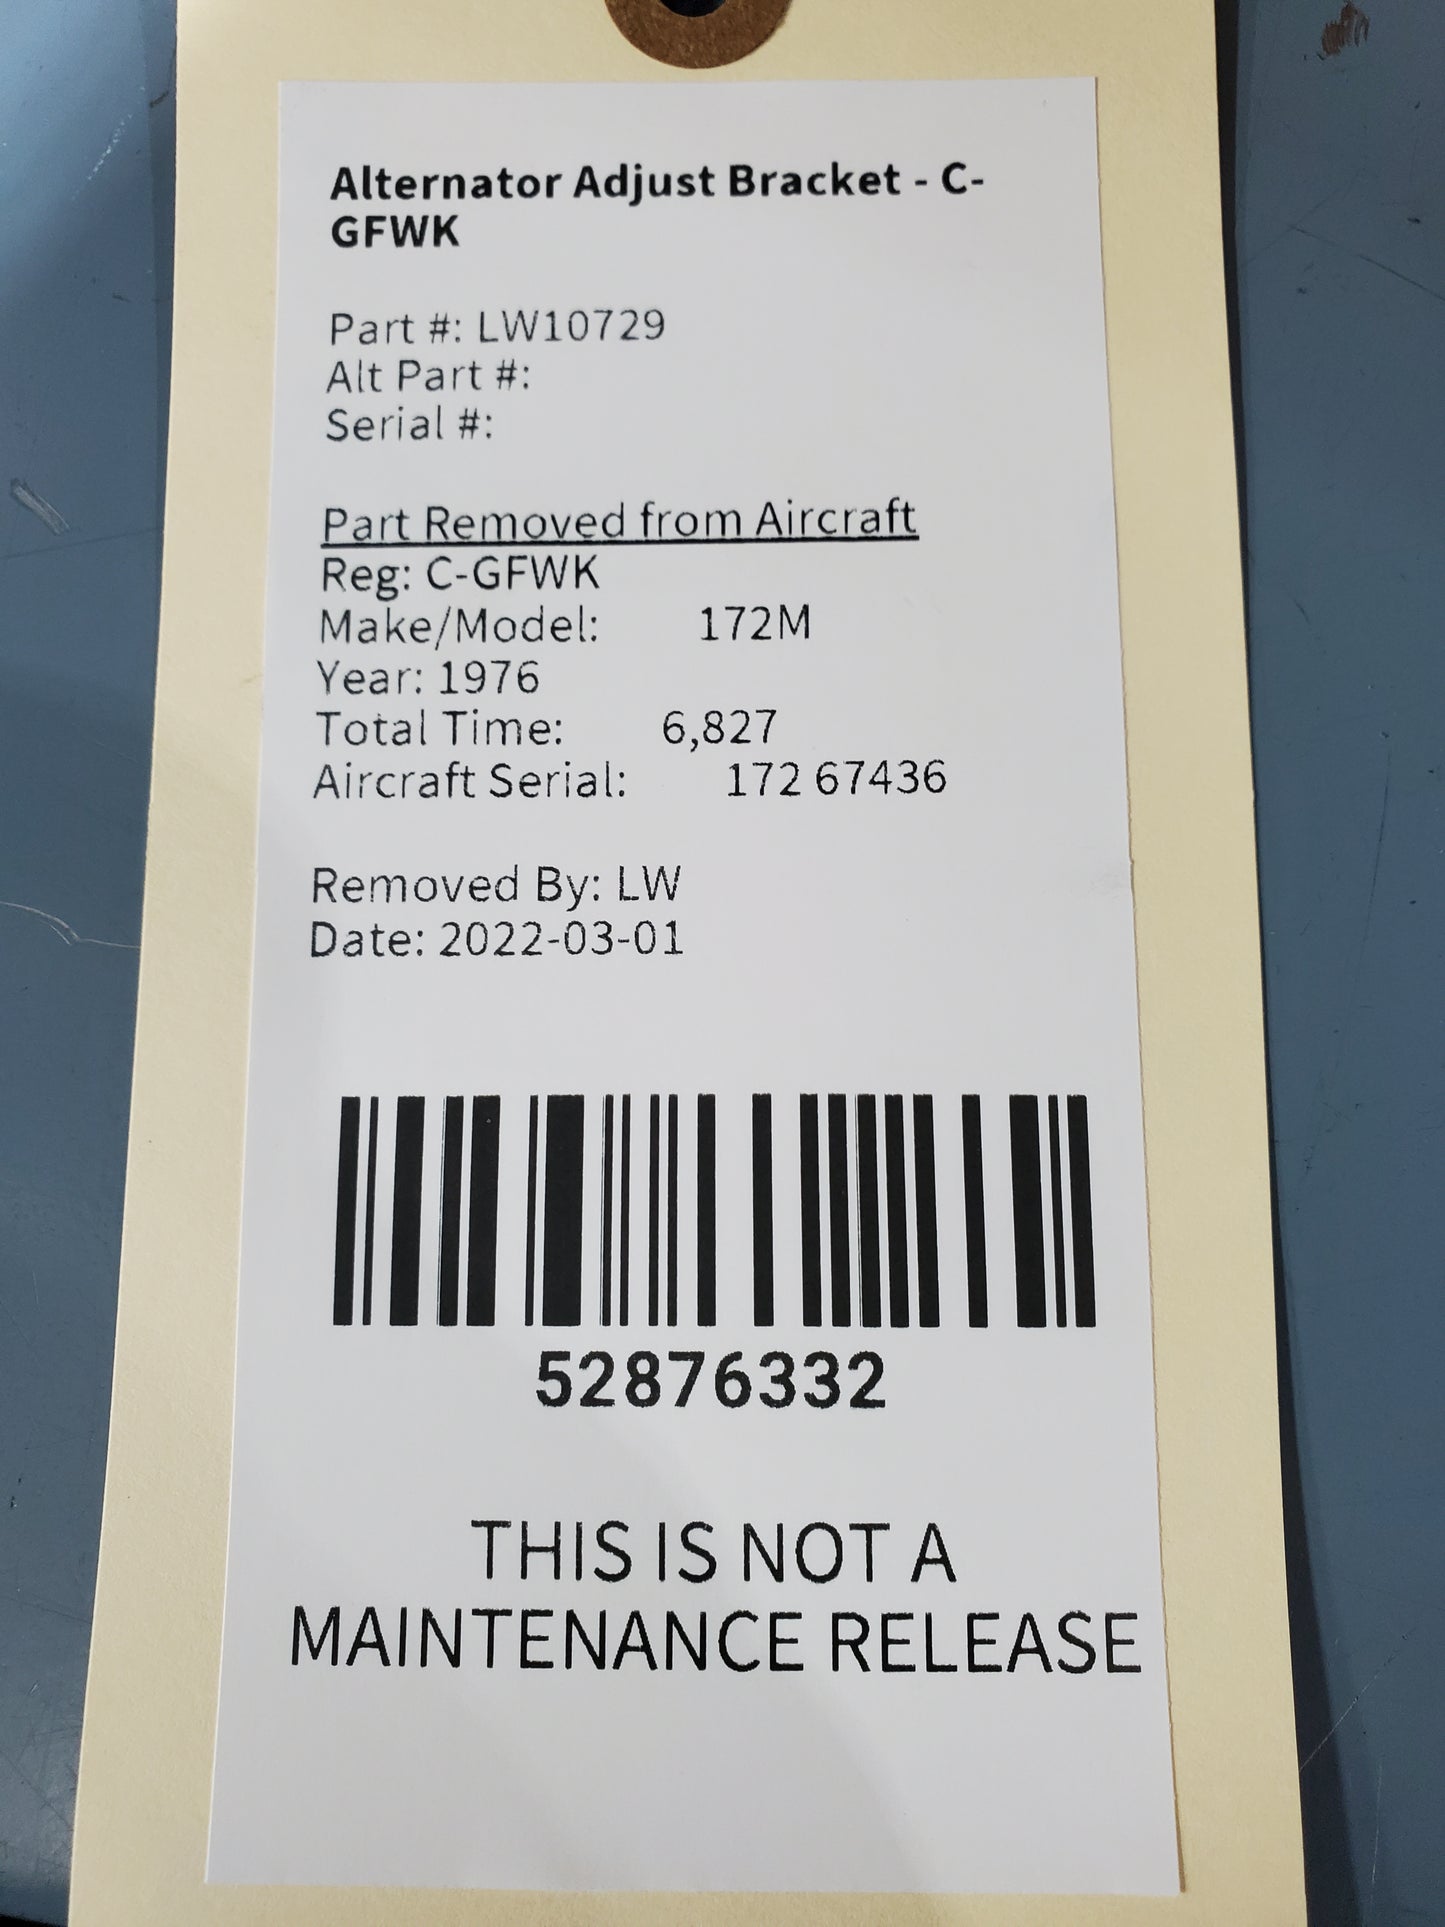 Alternator Adjust Bracket - C-
GFWK
Part #: LW10729
Alt Part #:
Serial #:
Part Removed from Aircraft
Reg: C-GFWK
Make/Model: 172M
Year: 1976
Total Time: 6,827
Aircraft Serial: 172 67436
Removed By: LW
Date: 2022-03-01
52876332
THIS IS NOT A
MAINTENANCE RELEASE